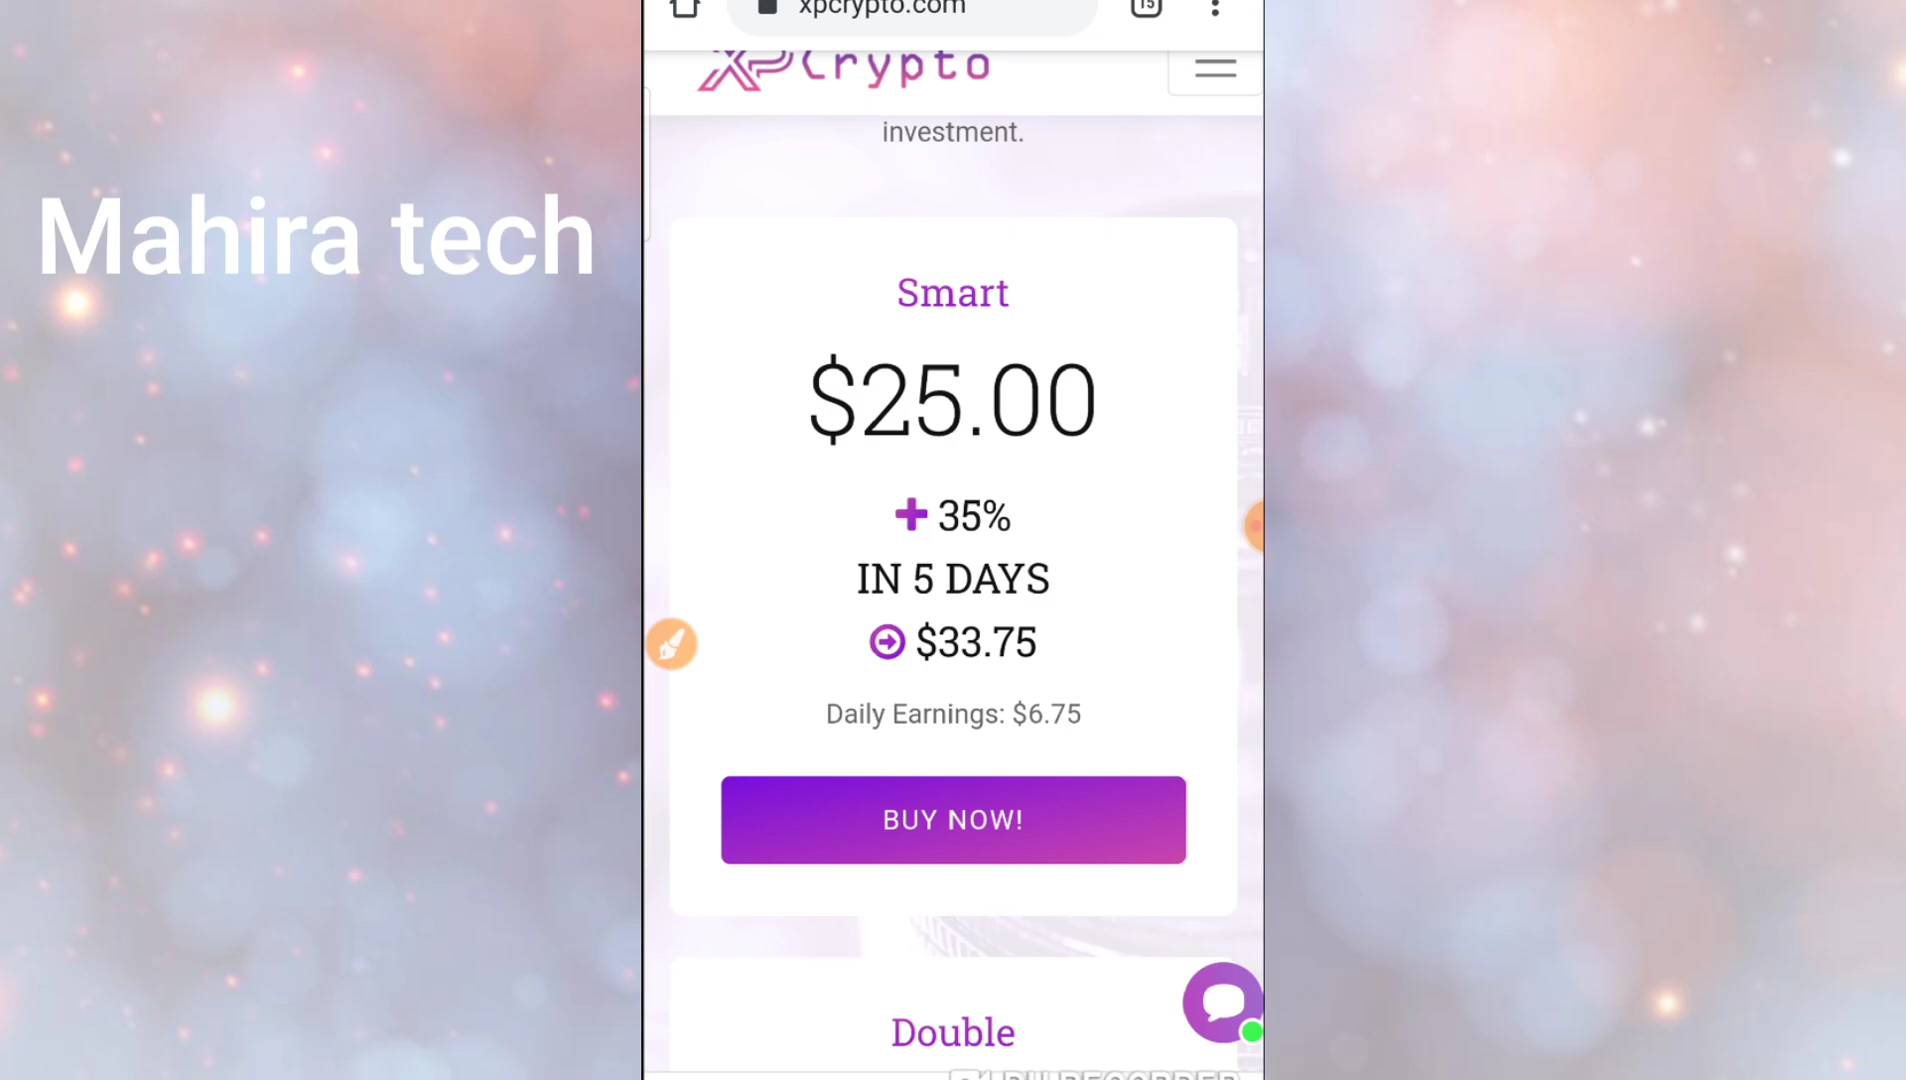 xpcrypto.com
15
XPCrypto
investment.
Mahira tech
Smart
$25.00
35%
IN 5 DAYS
$33.75
Daily Earnings: $6.75
BUY NOW!
Double